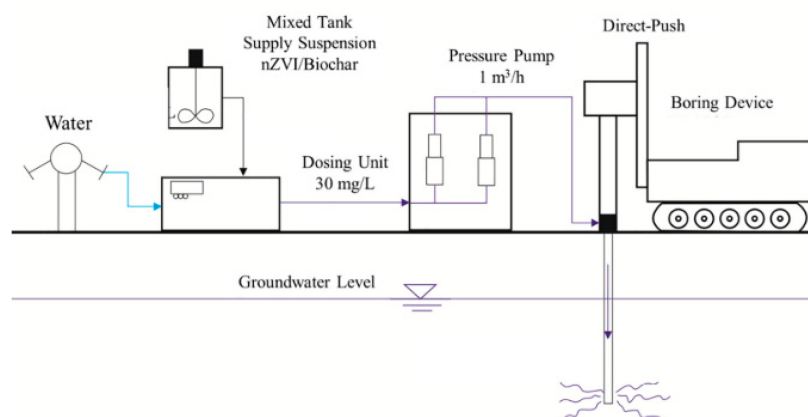 Mixed Tank
Supply Suspension
nZVI/Biochar
Direct-Push
Pressure Pump
1 m³/h
Boring Device
Water
Dosing Unit
30 mg/L
Groundwater Level